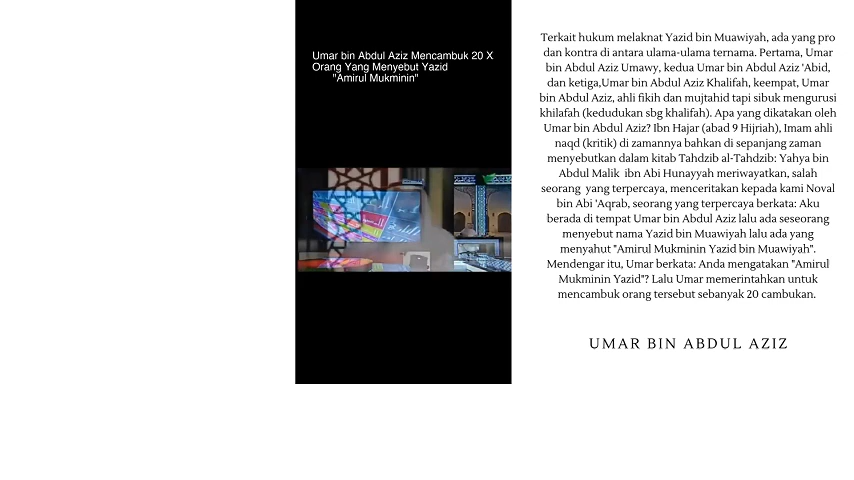 Umar bin Abdul Aziz Mencambuk 20 X
Orang Yang Menyebut Yazid
"Amirul Mukminin"
Terkait hukum melaknat Yazid bin Muawiyah, ada yang pro
dan kontra di antara ulama-ulama ternama. Pertama, Umar
bin Abdul Aziz Umawy, kedua Umar bin Abdul Aziz 'Abid,
dan ketiga,Umar bin Abdul Aziz Khalifah, keempat, Umar
bin Abdul Aziz, ahli fikih dan mujtahid tapi sibuk mengurusi
khilafah (kedudukan sbg khalifah). Apa yang dikatakan oleh
Umar bin Abdul Aziz? Ibn Hajar (abad 9 Hijriah), Imam ahli
naqd (kritik) di zamannya bahkan di sepanjang zaman
menyebutkan dalam kitab Tahdzib al-Tahdzib: Yahya bin
Abdul Malik ibn Abi Hunayyah meriwayatkan, salah
seorang yang terpercaya, menceritakan kepada kami Noval
bin Abi 'Aqrab, seorang yang terpercaya berkata: Aku
berada di tempat Umar bin Abdul Aziz lalu ada seseorang
menyebut nama Yazid bin Muawiyah lalu ada yang
menyahut "Amirul Mukminin Yazid bin Muawiyah".
Mendengar itu, Umar berkata: Anda mengatakan "Amirul
Mukminin Yazid"? Lalu Umar memerintahkan untuk
mencambuk orang tersebut sebanyak 20 cambukan.
UMAR BIN ABDUL AZIZ